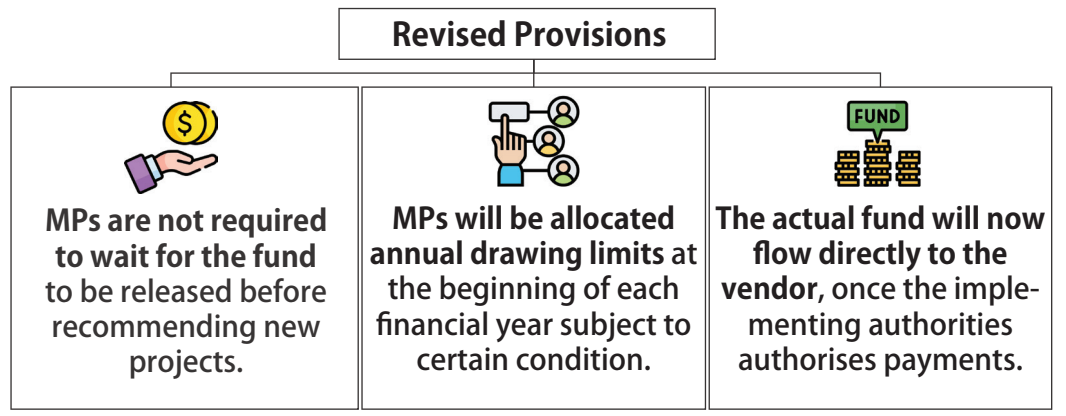 Revised Provisions
$
MPs are not required
to wait for the fund
to be released before
recommending new
projects.
MPs will be allocated
annual drawing limits at
the beginning of each
financial year subject to
certain condition.
FUND
The actual fund will now
flow directly to the
vendor, once the imple-
menting authorities
authorises payments.